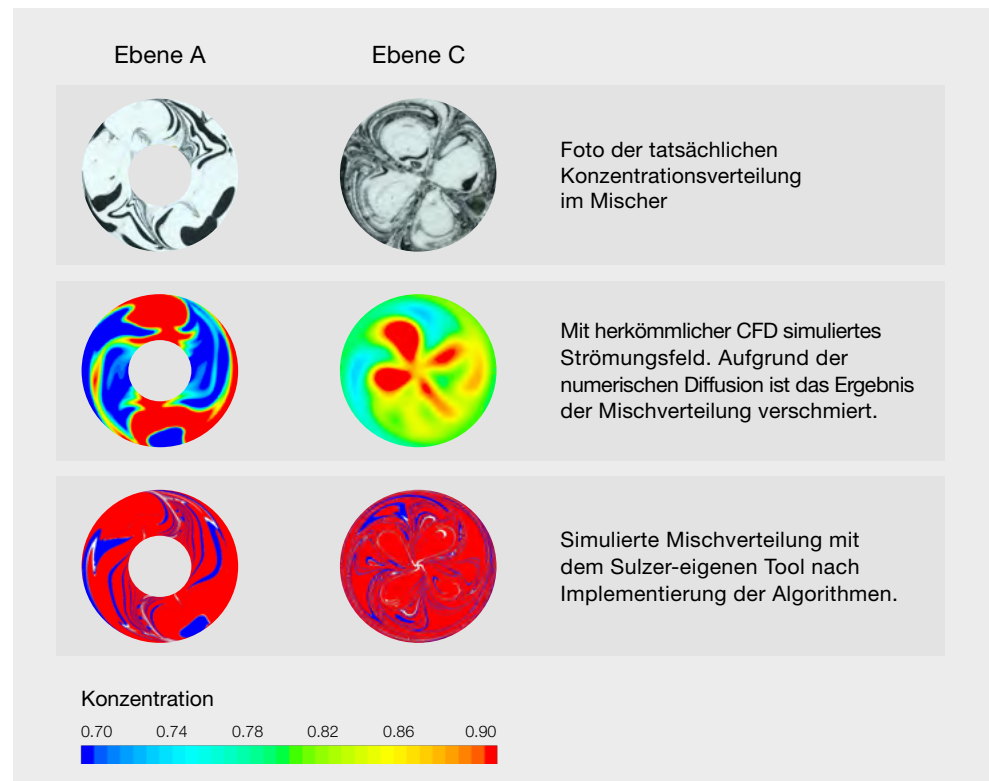 Ebene A
Ebene C
Foto der tatsächlichen
Konzentrationsverteilung
im Mischer
Mit herkömmlicher CFD simuliertes
Strömungsfeld. Aufgrund der
numerischen Diffusion ist das Ergebnis
der Mischverteilung verschmiert.
Simulierte Mischverteilung mit
dem Sulzer-eigenen Tool nach
Implementierung der Algorithmen.
Konzentration
0.70 0.74 0.78 0.82 0.86 0.90